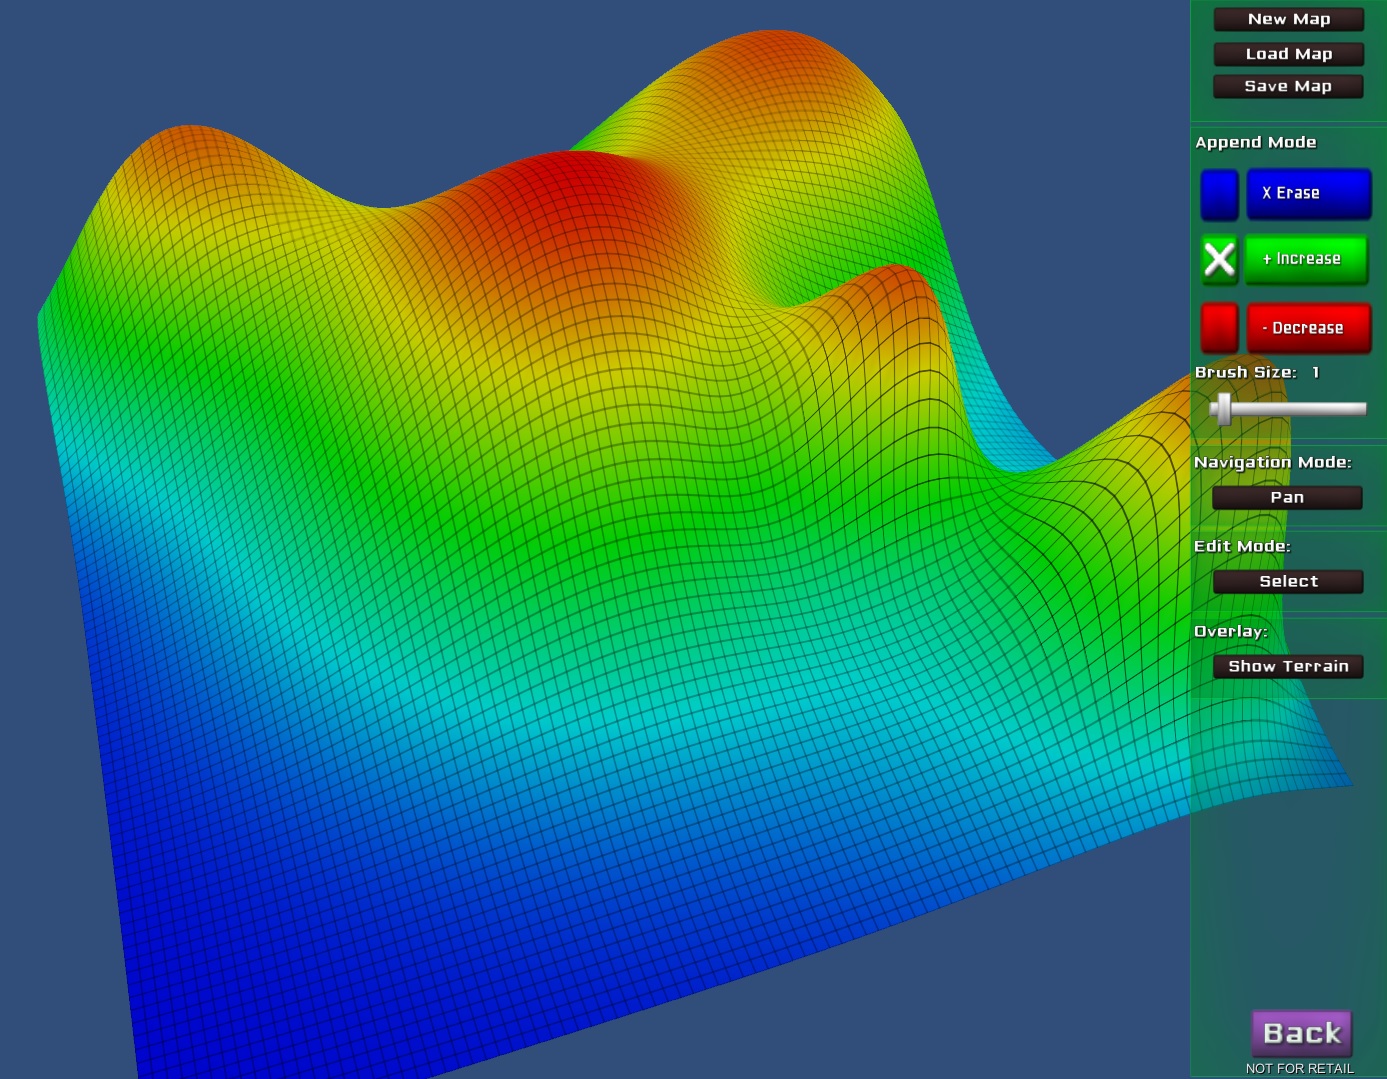 New Map
Load Map
Save Map
Append Mode
X Erase
X
+ Increase
- Decrease
Brush Size: 1
Navigation Mode:
Pan
Edit Mode:
Select
Overlay:
Show Terrain
Back
NOT FOR RETAIL